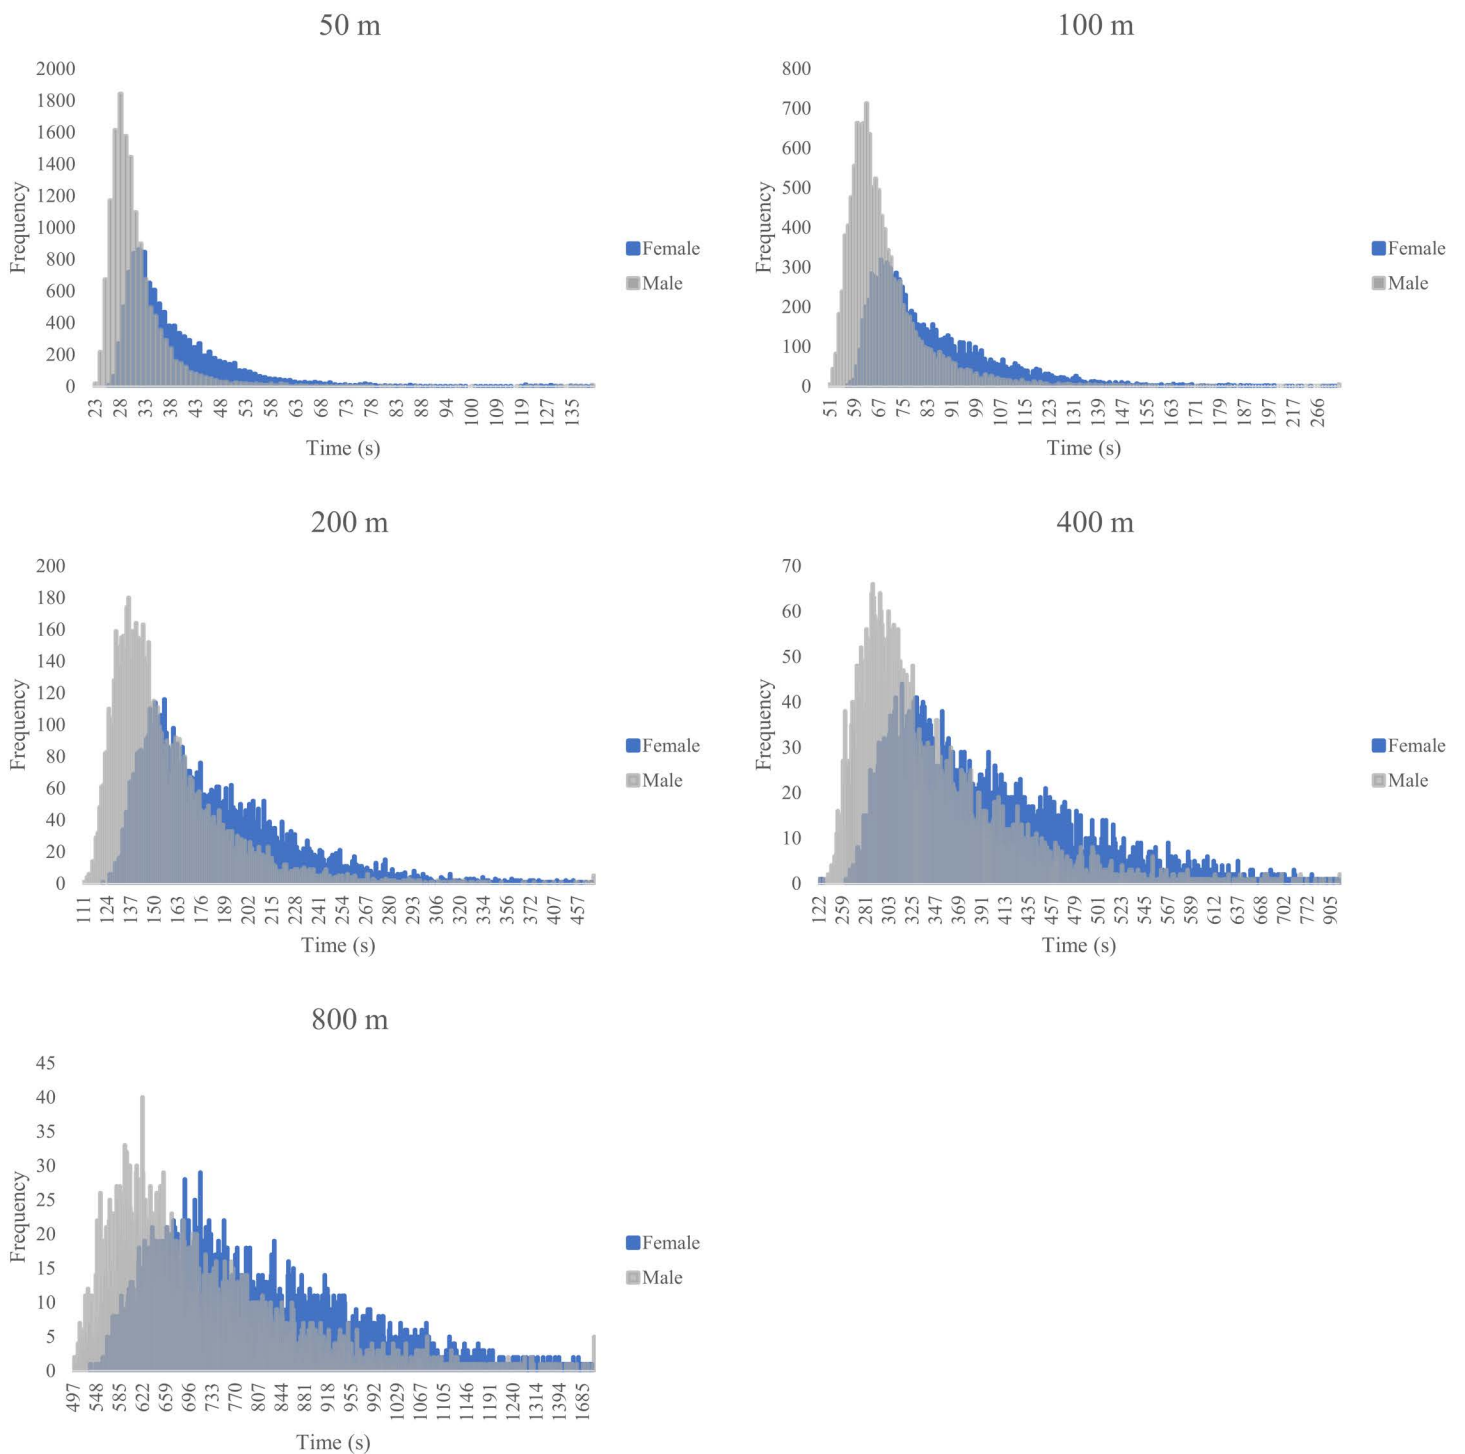 50 m
2000
1800
1600
1400
1200
1000
800
600
400
200
0
Frequency
23 28 33 38 43 48 53 58 63 68 73 78 83 88 94 100 109 119 127 135
Time (s)
Female
Male
100 m
800
700
600
500
400
300
200
100
0
Frequency
51 59 67 75 83 91 99 107 115 123 131 139 147 155 163 171 179 187 197 217 266
Time (s)
Female
Male
200 m
200
180
160
140
120
100
80
60
40
20
0
Frequency
111 124 137 150 163 176 189 202 215 228 241 254 267 280 293 306 320 334 356 372 407 457
Time (s)
Female
Male
400 m
70
60
50
40
30
20
10
0
Frequency
122 259 281 303 325 347 369 391 413 435 457 479 501 523 545 567 589 612 637 668 702 772 905
Time (s)
Female
Male
800 m
45
40
35
30
25
20
15
10
5
0
Frequency
497 548 585 622 659 696 733 770 807 844 881 918 955 992 1029 1067 1105 1146 1191 1240 1314 1394 1685
Time (s)
Female
Male